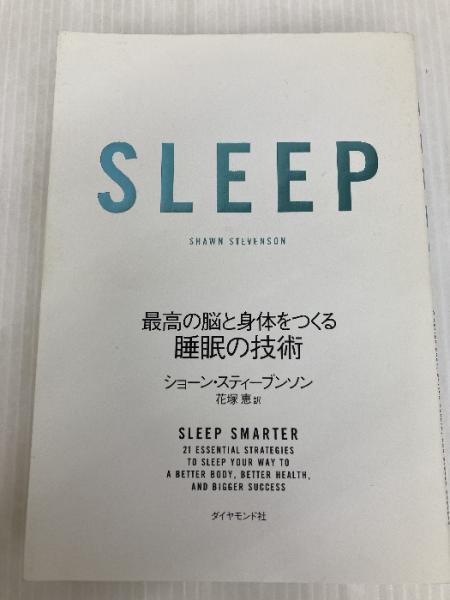 SLEEP
SHAWN STEVENSON
最高の脳と身体をつくる
睡眠の技術
ショーン・スティーブンソン
花塚 恵 訳
SLEEP SMARTER
21 ESSENTIAL STRATEGIES
TO SLEEP YOUR WAY TO
A BETTER BODY, BETTER HEALTH,
AND BIGGER SUCCESS
ダイヤモンド社